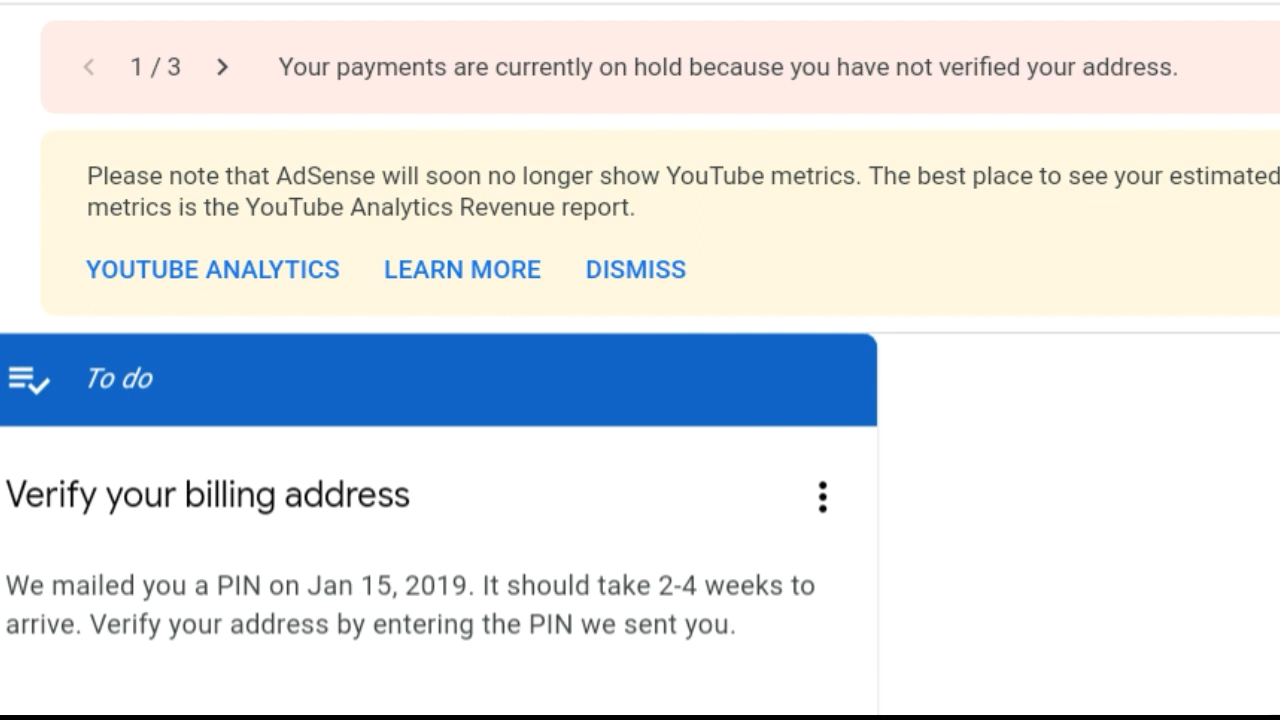 1 / 3 Your payments are currently on hold because you have not verified your address.
Please note that AdSense will soon no longer show YouTube metrics. The best place to see your estimated
metrics is the YouTube Analytics Revenue report.
YOUTUBE ANALYTICS LEARN MORE DISMISS
To do
Verify your billing address
We mailed you a PIN on Jan 15, 2019. It should take 2-4 weeks to
arrive. Verify your address by entering the PIN we sent you.